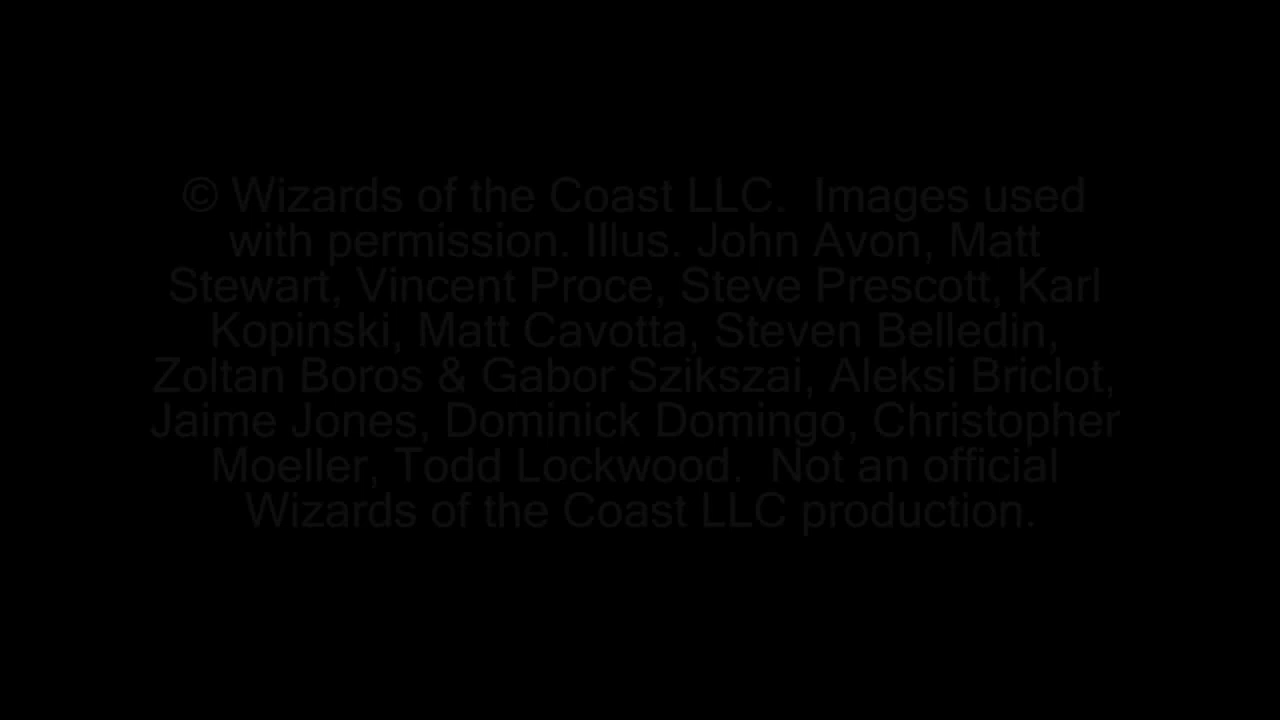 © Wizards of the Coast LLC.  Images used
with permission. Illus. John Avon, Matt
Stewart, Vincent Proce, Steve Prescott, Karl
Kopinski, Matt Cavotta, Steven Belledin,
Zoltan Boros & Gabor Szikszai, Aleksi Briclot,
Jaime Jones, Dominick Domingo, Christopher
Moeller, Todd Lockwood.  Not an official
Wizards of the Coast LLC production.